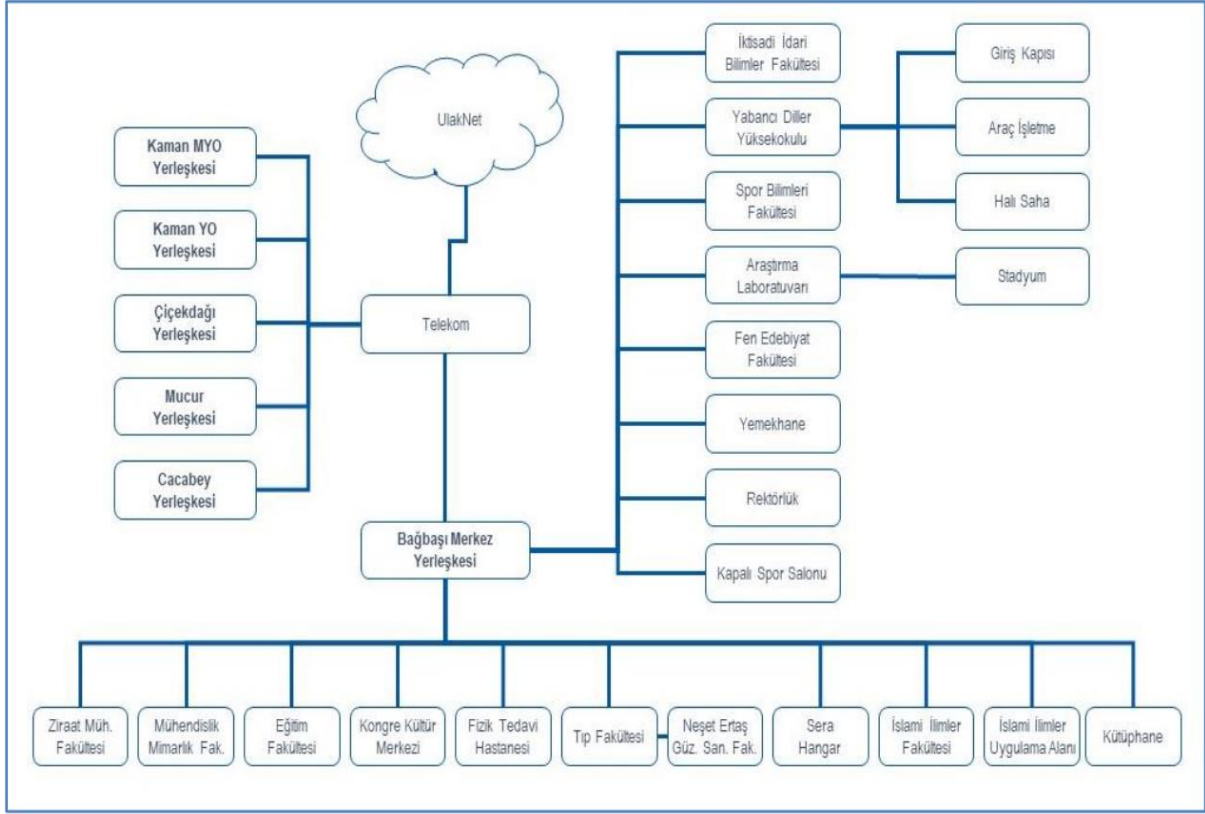 UlakNet
Kaman MYO
Yerleşkesi
Kaman YO
Yerleşkesi
Çiçekdağı
Yerleşkesi
Mucur
Yerleşkesi
Cacabey
Yerleşkesi
Telekom
Bağbaşı Merkez
Yerleşkesi
İktisadi İdari
Bilimler Fakültesi
Yabancı Diller
Yüksekokulu
Spor Bilimleri
Fakültesi
Araştırma
Laboratuvarı
Fen Edebiyat
Fakültesi
Yemekhane
Rektörlük
Kapalı Spor Salonu
Giriş Kapısı
Araç İşletme
Halı Saha
Stadyum
Ziraat Müh.
Fakültesi
Mühendislik
Mimarlık Fak.
Eğitim
Fakültesi
Kongre Kültür
Merkezi
Fizik Tedavi
Hastanesi
Tıp Fakültesi
Neşet Ertaş
Güz. San. Fak.
Sera
Hangar
İslami İlimler
Fakültesi
İslami İlimler
Uygulama Alanı
Kütüphane